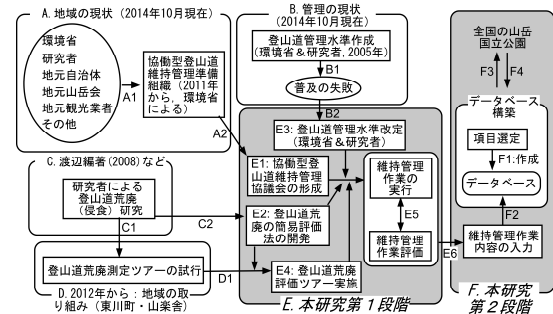 A. 地域の現状（2014年10月現在）
環境省
研究者
地元自治体
地元山岳会
地元観光業者
その他
A1
協働型登山道
維持管理準備
組織（2011年
から，環境省
による）
A2
B. 管理の現状
（2014年10月現在）
登山道管理水準作成
（環境省＆研究者，2005年）
B1
普及の失敗
B2
C. 渡辺編著(2008)など
研究者による
登山道荒廃
（侵食）研究
C1
C2
登山道荒廃測定ツアーの試行
D1
D. 2012年から：地域の取
り組み（東川町・山楽舎）
E3: 登山道管理水準改定
（環境省＆研究者）
E1: 協働型登
山道維持管理
協議会の形成
E2: 登山道荒
廃の簡易評価
法の開発
E4: 登山道荒廃
評価ツアー実施
維持管理
作業の
実行
E5
維持管理
作業評価
E6
E. 本研究第1段階
全国の山岳
国立公園
F3
F4
データベース
構築
項目選定
F1:作成
データベース
F2
維持管理作業
内容の入力
F. 本研究
第2段階